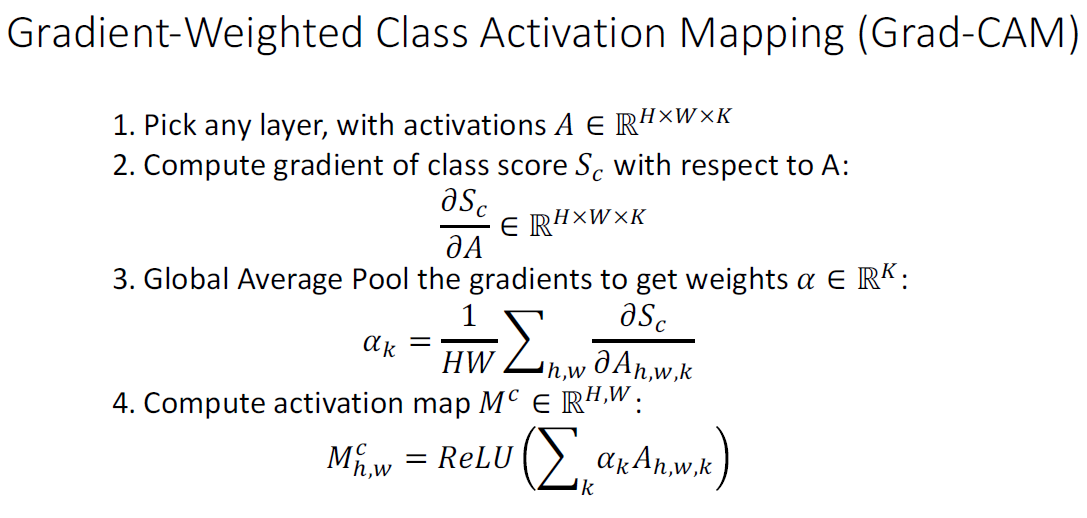 Gradient-Weighted Class Activation Mapping (Grad-CAM)
1. Pick any layer, with activations $A \in \mathbb{R}^{H \times W \times K}$
2. Compute gradient of class score $S_c$ with respect to A:
$\frac{\partial S_c}{\partial A} \in \mathbb{R}^{H \times W \times K}$
3. Global Average Pool the gradients to get weights $\alpha \in \mathbb{R}^K$:
$\alpha_k = \frac{1}{HW} \sum_{h,w} \frac{\partial S_c}{\partial A_{h,w,k}}$
4. Compute activation map $M^c \in \mathbb{R}^{H,W}$:
$M^c_{h,w} = ReLU\left(\sum_k \alpha_k A_{h,w,k}\right)$